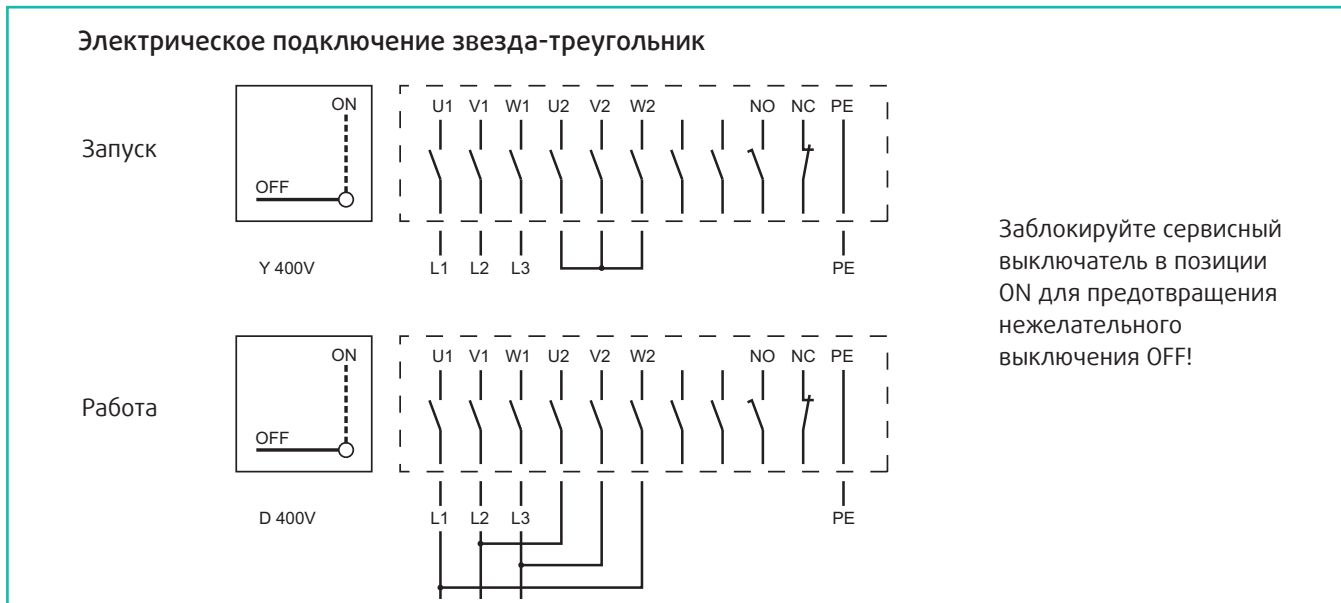 Электрическое подключение звезда-треугольник
ON
U1 V1 W1 U2 V2 W2 NO NC PE
Запуск
OFF
Y 400V
L1 L2 L3 PE
Заблокируйте сервисный
выключатель в позиции
ON для предотвращения
нежелательного
выключения OFF!
ON
U1 V1 W1 U2 V2 W2 NO NC PE
Работа
OFF
D 400V
L1 L2 L3 PE